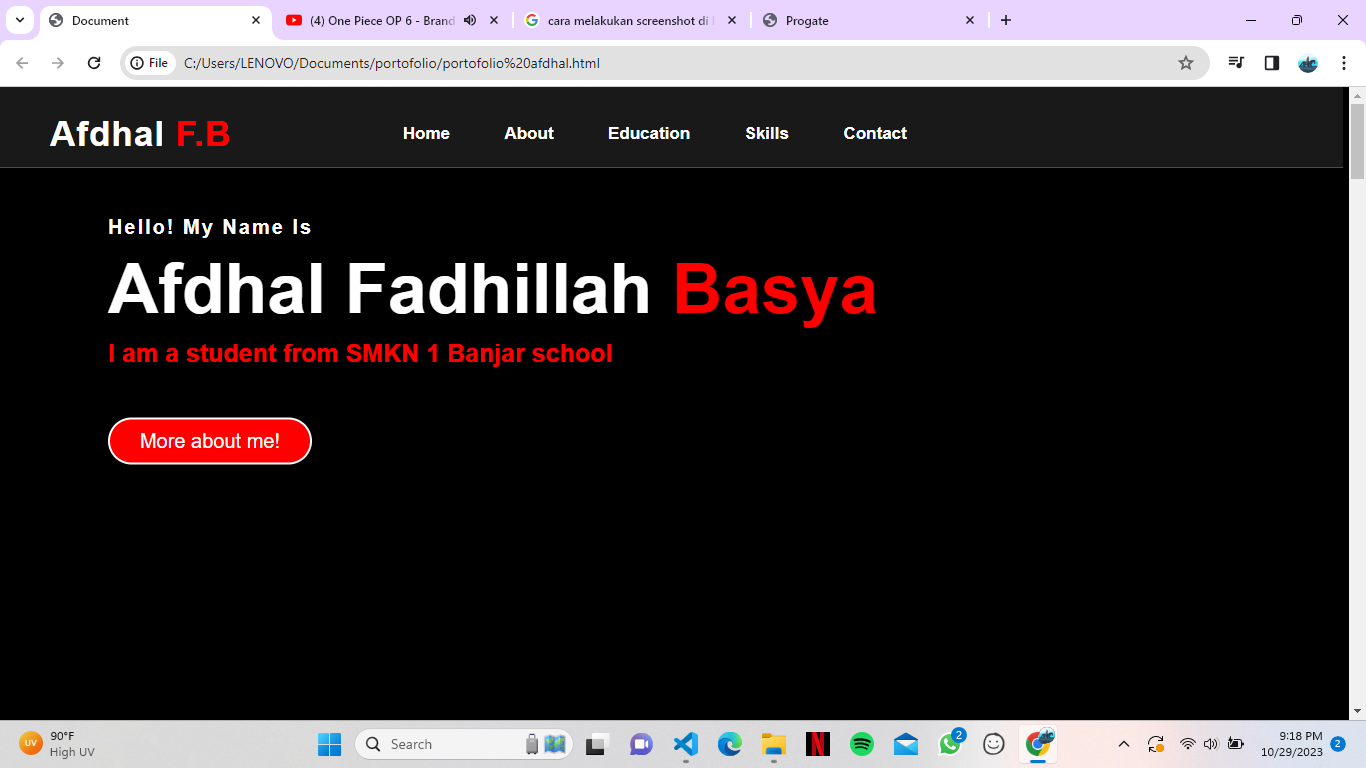 Document
(4) One Piece OP 6 - Brand
cara melakukan screenshot di
Progate
File
C:/Users/LENOVO/Documents/portofolio/portofolio%20afdhal.html
Afdhal F.B
Home
About
Education
Skills
Contact
Hello! My Name Is
Afdhal Fadhillah Basya
I am a student from SMKN 1 Banjar school
More about me!
UV
90°F
High UV
Search
2
9:18 PM
10/29/2023
2